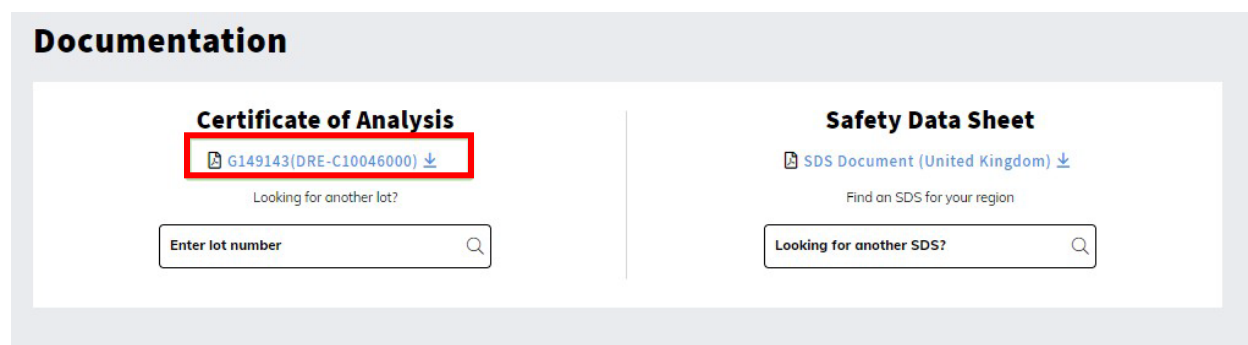 Documentation
Certificate of Analysis
G149143(DRE-C10046000)
Looking for another lot?
Enter lot number
Safety Data Sheet
SDS Document (United Kingdom)
Find an SDS for your region
Looking for another SDS?